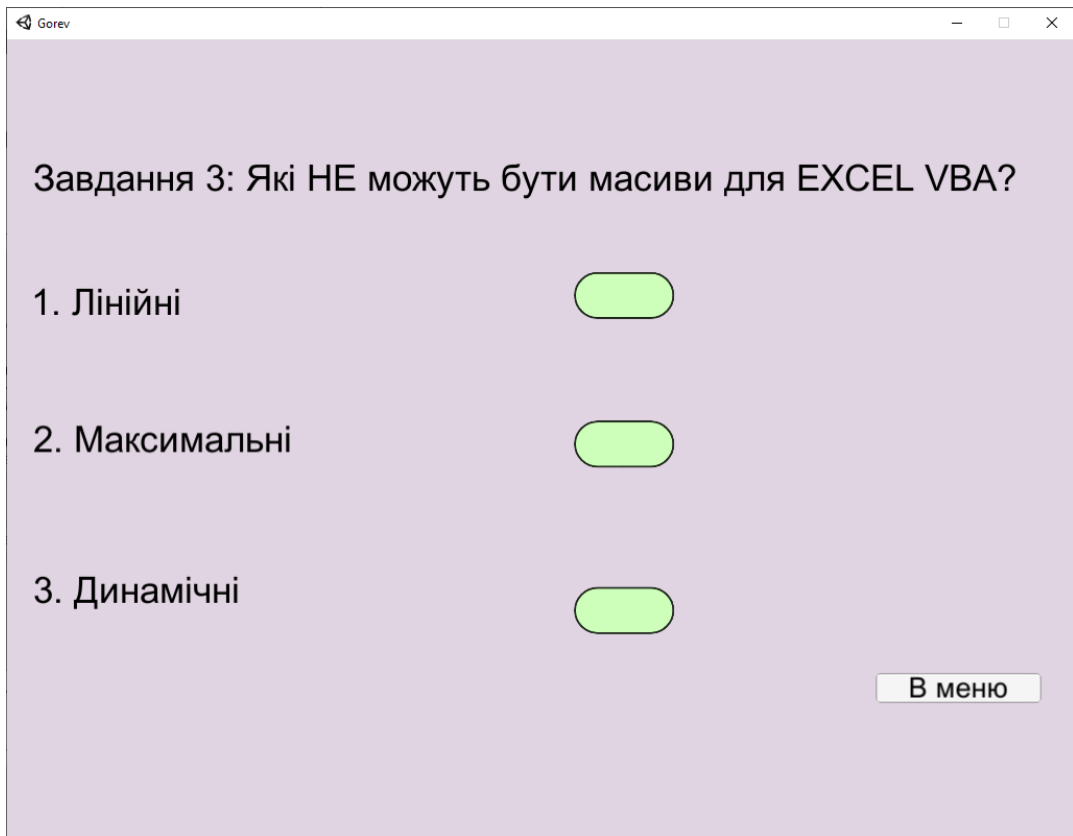 Gorev
Завдання 3: Які НЕ можуть бути масиви для EXCEL VBA?
1. Лінійні
2. Максимальні
3. Динамічні
В меню